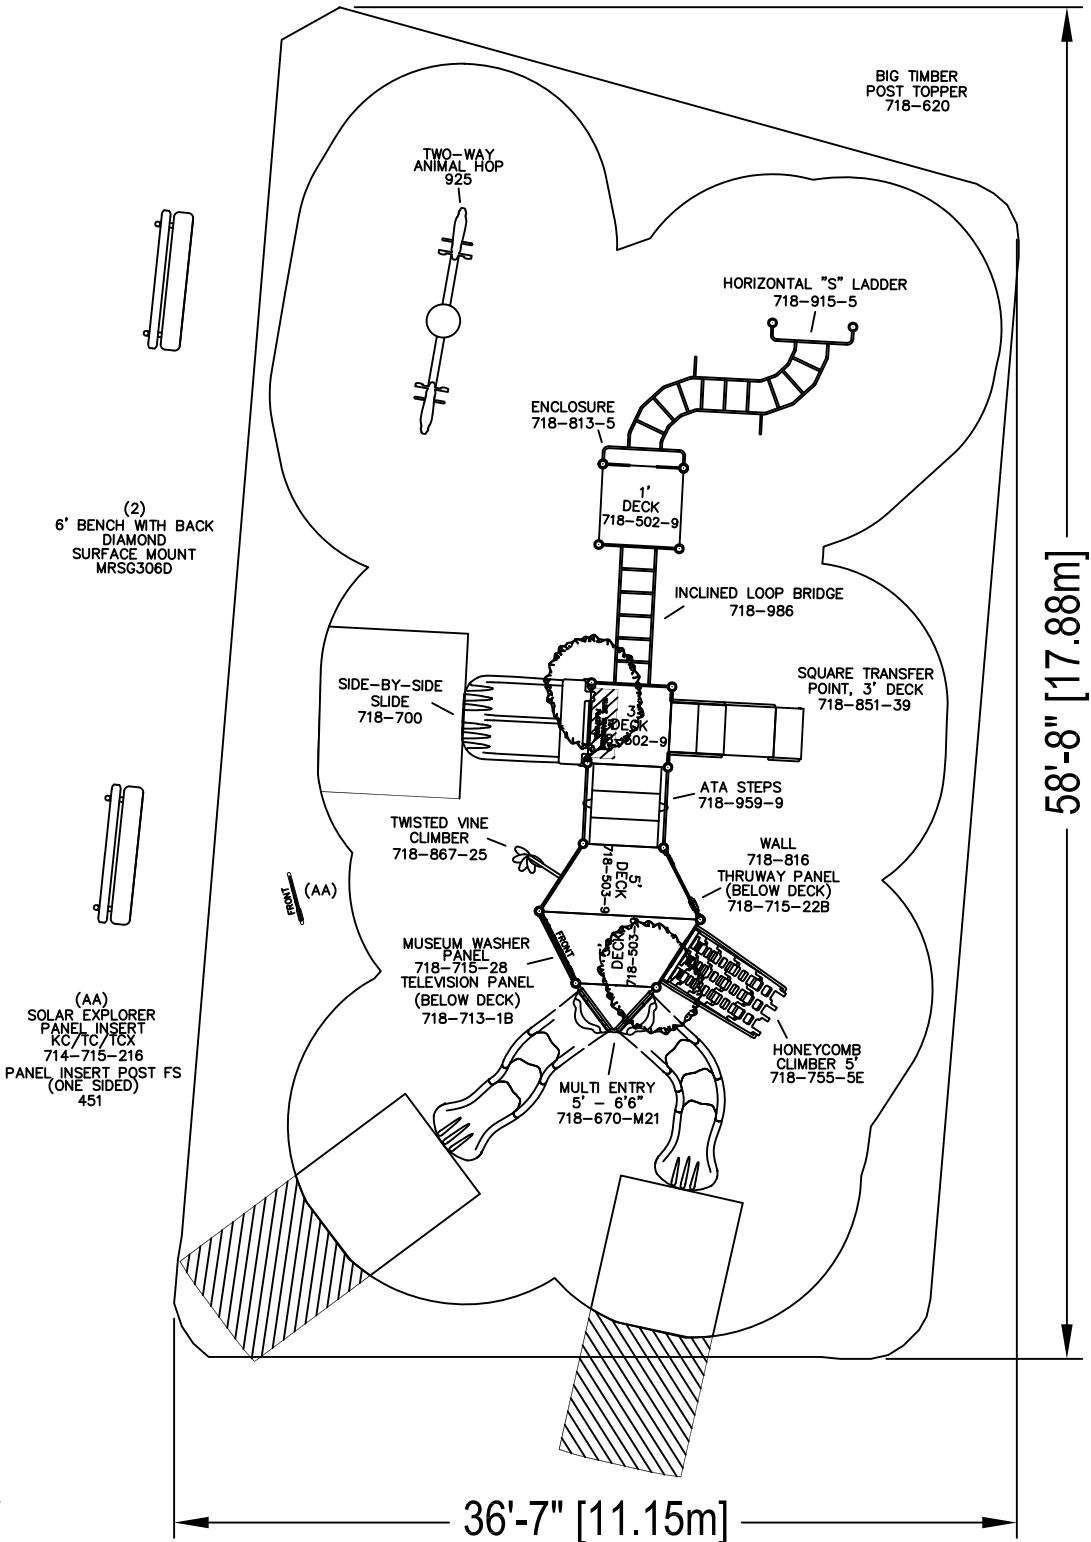 BIG TIMBER
POST TOPPER
718-620
TWO-WAY
ANIMAL HOP
925
HORIZONTAL "S" LADDER
718-915-5
ENCLOSURE
718-813-5
1'
DECK
718-502-9
(2)
6' BENCH WITH BACK
DIAMOND
SURFACE MOUNT
MRSG306D
INCLINED LOOP BRIDGE
718-986
SIDE-BY-SIDE
SLIDE
718-700
3'
DECK
SQUARE TRANSFER
POINT, 3' DECK
718-851-39
58'-8" [17.88m]
ATA STEPS
718-959-9
TWISTED VINE
CLIMBER
718-867-25
5'
DECK
718-503-9
WALL
718-816
THRUWAY PANEL
(BELOW DECK)
718-715-22B
FRONT
(AA)
FRONT
DECK
MUSEUM WASHER
PANEL
718-715-28
TELEVISION PANEL
(BELOW DECK)
718-713-1B
(AA)
SOLAR EXPLORER
PANEL INSERT
KC/TC/TCX
714-715-216
PANEL INSERT POST FS
(ONE SIDED)
451
HONEYCOMB
CLIMBER 5'
718-755-5E
MULTI ENTRY
5' - 6'6"
718-670-M21
36'-7" [11.15m]